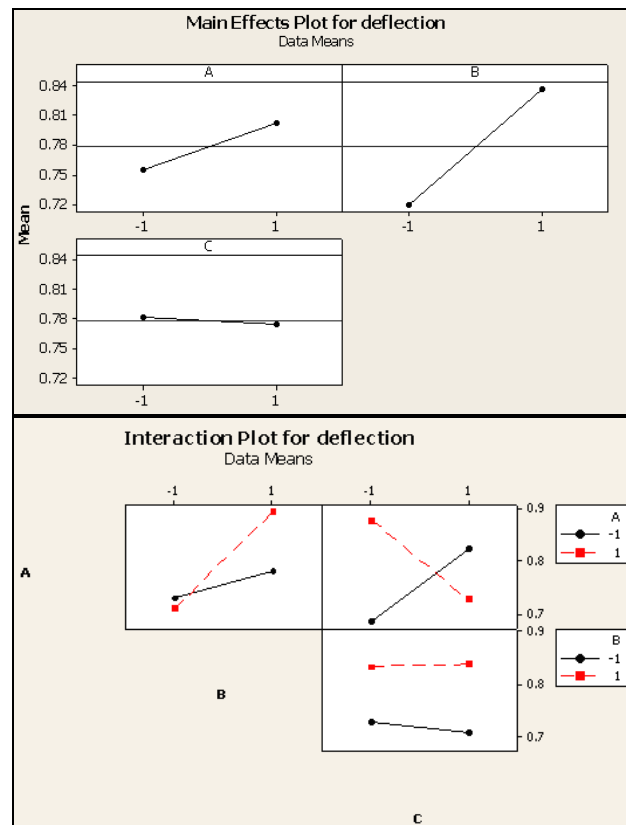 Main Effects Plot for deflection
Data Means
A B
0.84
0.81
0.78
0.75
0.72
-1 1 -1 1
Mean
C
0.84
0.81
0.78
0.75
0.72
-1 1
Interaction Plot for deflection
Data Means
-1 1 -1 1
A
0.9
0.8
0.7
A
-1
1
B
0.9
0.8
0.7
B
-1
1
C